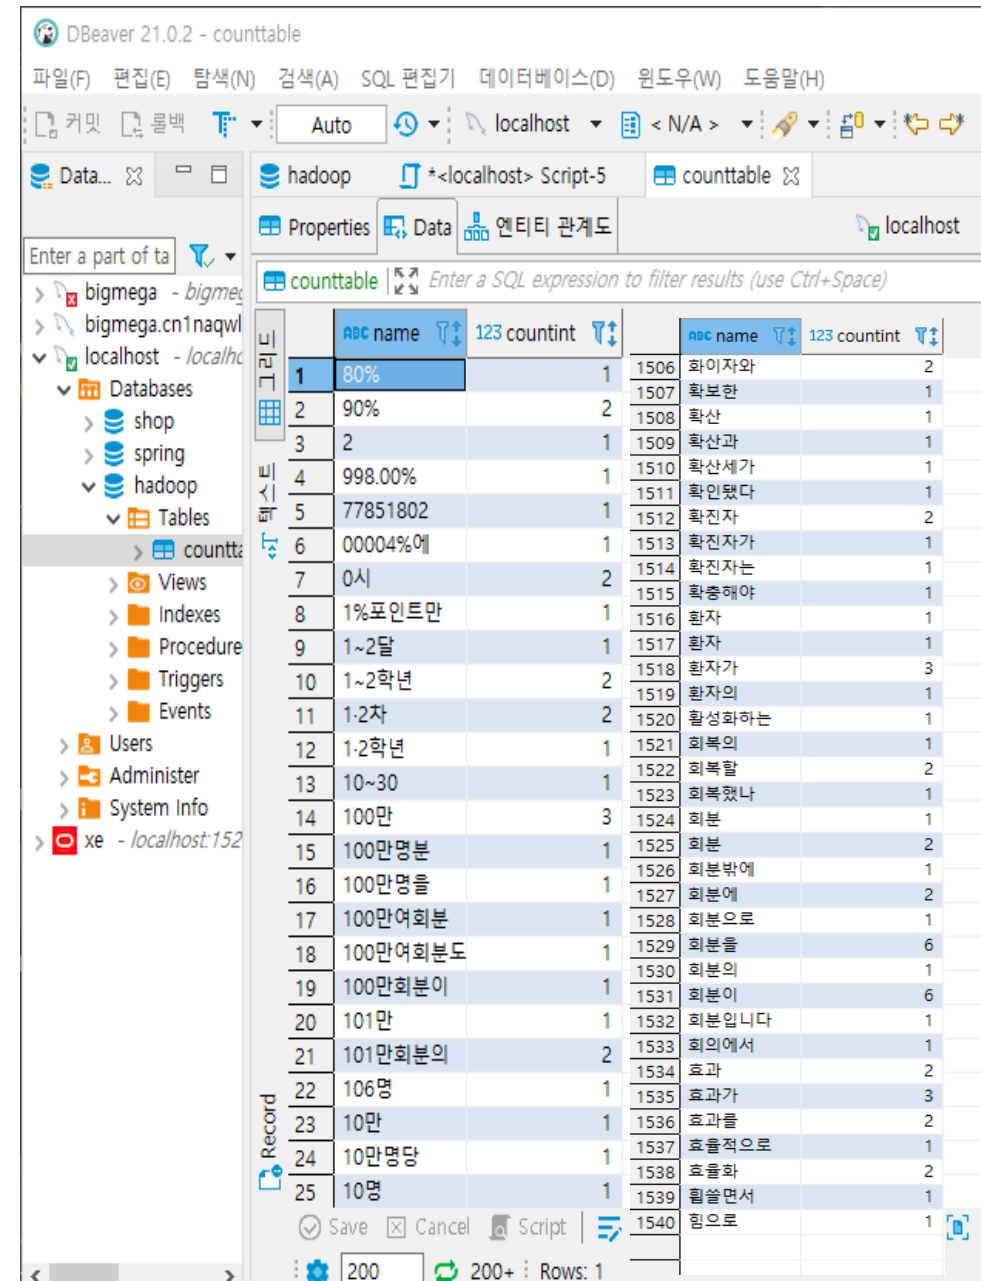 DBeaver 21.0.2 - counttable
파일(F) 편집(E) 탐색(N) 검색(A) SQL 편집기 데이터베이스(D) 윈도우(W) 도움말(H)
커밋 롤백 Auto localhost < N/A >
Data... hadoop *<localhost> Script-5 counttable
Properties Data 엔티티 관계도 localhost
Enter a part of ta
counttable Enter a SQL expression to filter results (use Ctrl+Space)
bigmega - bigmeg
bigmega.cn1naqwl
localhost - localho
Databases
shop
spring
hadoop
Tables
countta
Views
Indexes
Procedure
Triggers
Events
Users
Administer
System Info
xe - localhost:152
그리드
텍스트
Record
ABC name 123 countint
1 80% 1
2 90% 2
3 2 1
4 998.00% 1
5 77851802 1
6 00004%에 1
7 0시 2
8 1%포인트만 1
9 1~2달 1
10 1~2학년 2
11 1·2차 2
12 1·2학년 1
13 10~30 1
14 100만 3
15 100만명분 1
16 100만명을 1
17 100만여회분 1
18 100만여회분도 1
19 100만회분이 1
20 101만 1
21 101만회분의 2
22 106명 1
23 10만 1
24 10만명당 1
25 10명 1
ABC name 123 countint
1506 화이자와 2
1507 확보한 1
1508 확산 1
1509 확산과 1
1510 확산세가 1
1511 확인됐다 1
1512 확진자 2
1513 확진자가 1
1514 확진자는 1
1515 확충해야 1
1516 환자 1
1517 환자 1
1518 환자가 3
1519 환자의 1
1520 활성화하는 1
1521 회복의 1
1522 회복할 2
1523 회복했나 1
1524 회분 1
1525 회분 2
1526 회분밖에 1
1527 회분에 2
1528 회분으로 1
1529 회분을 6
1530 회분의 1
1531 회분이 6
1532 회분입니다 1
1533 회의에서 1
1534 효과 2
1535 효과가 3
1536 효과를 2
1537 효율적으로 1
1538 효율화 2
1539 휩쓸면서 1
1540 힘으로 1
Save Cancel Script
200 200+ Rows: 1